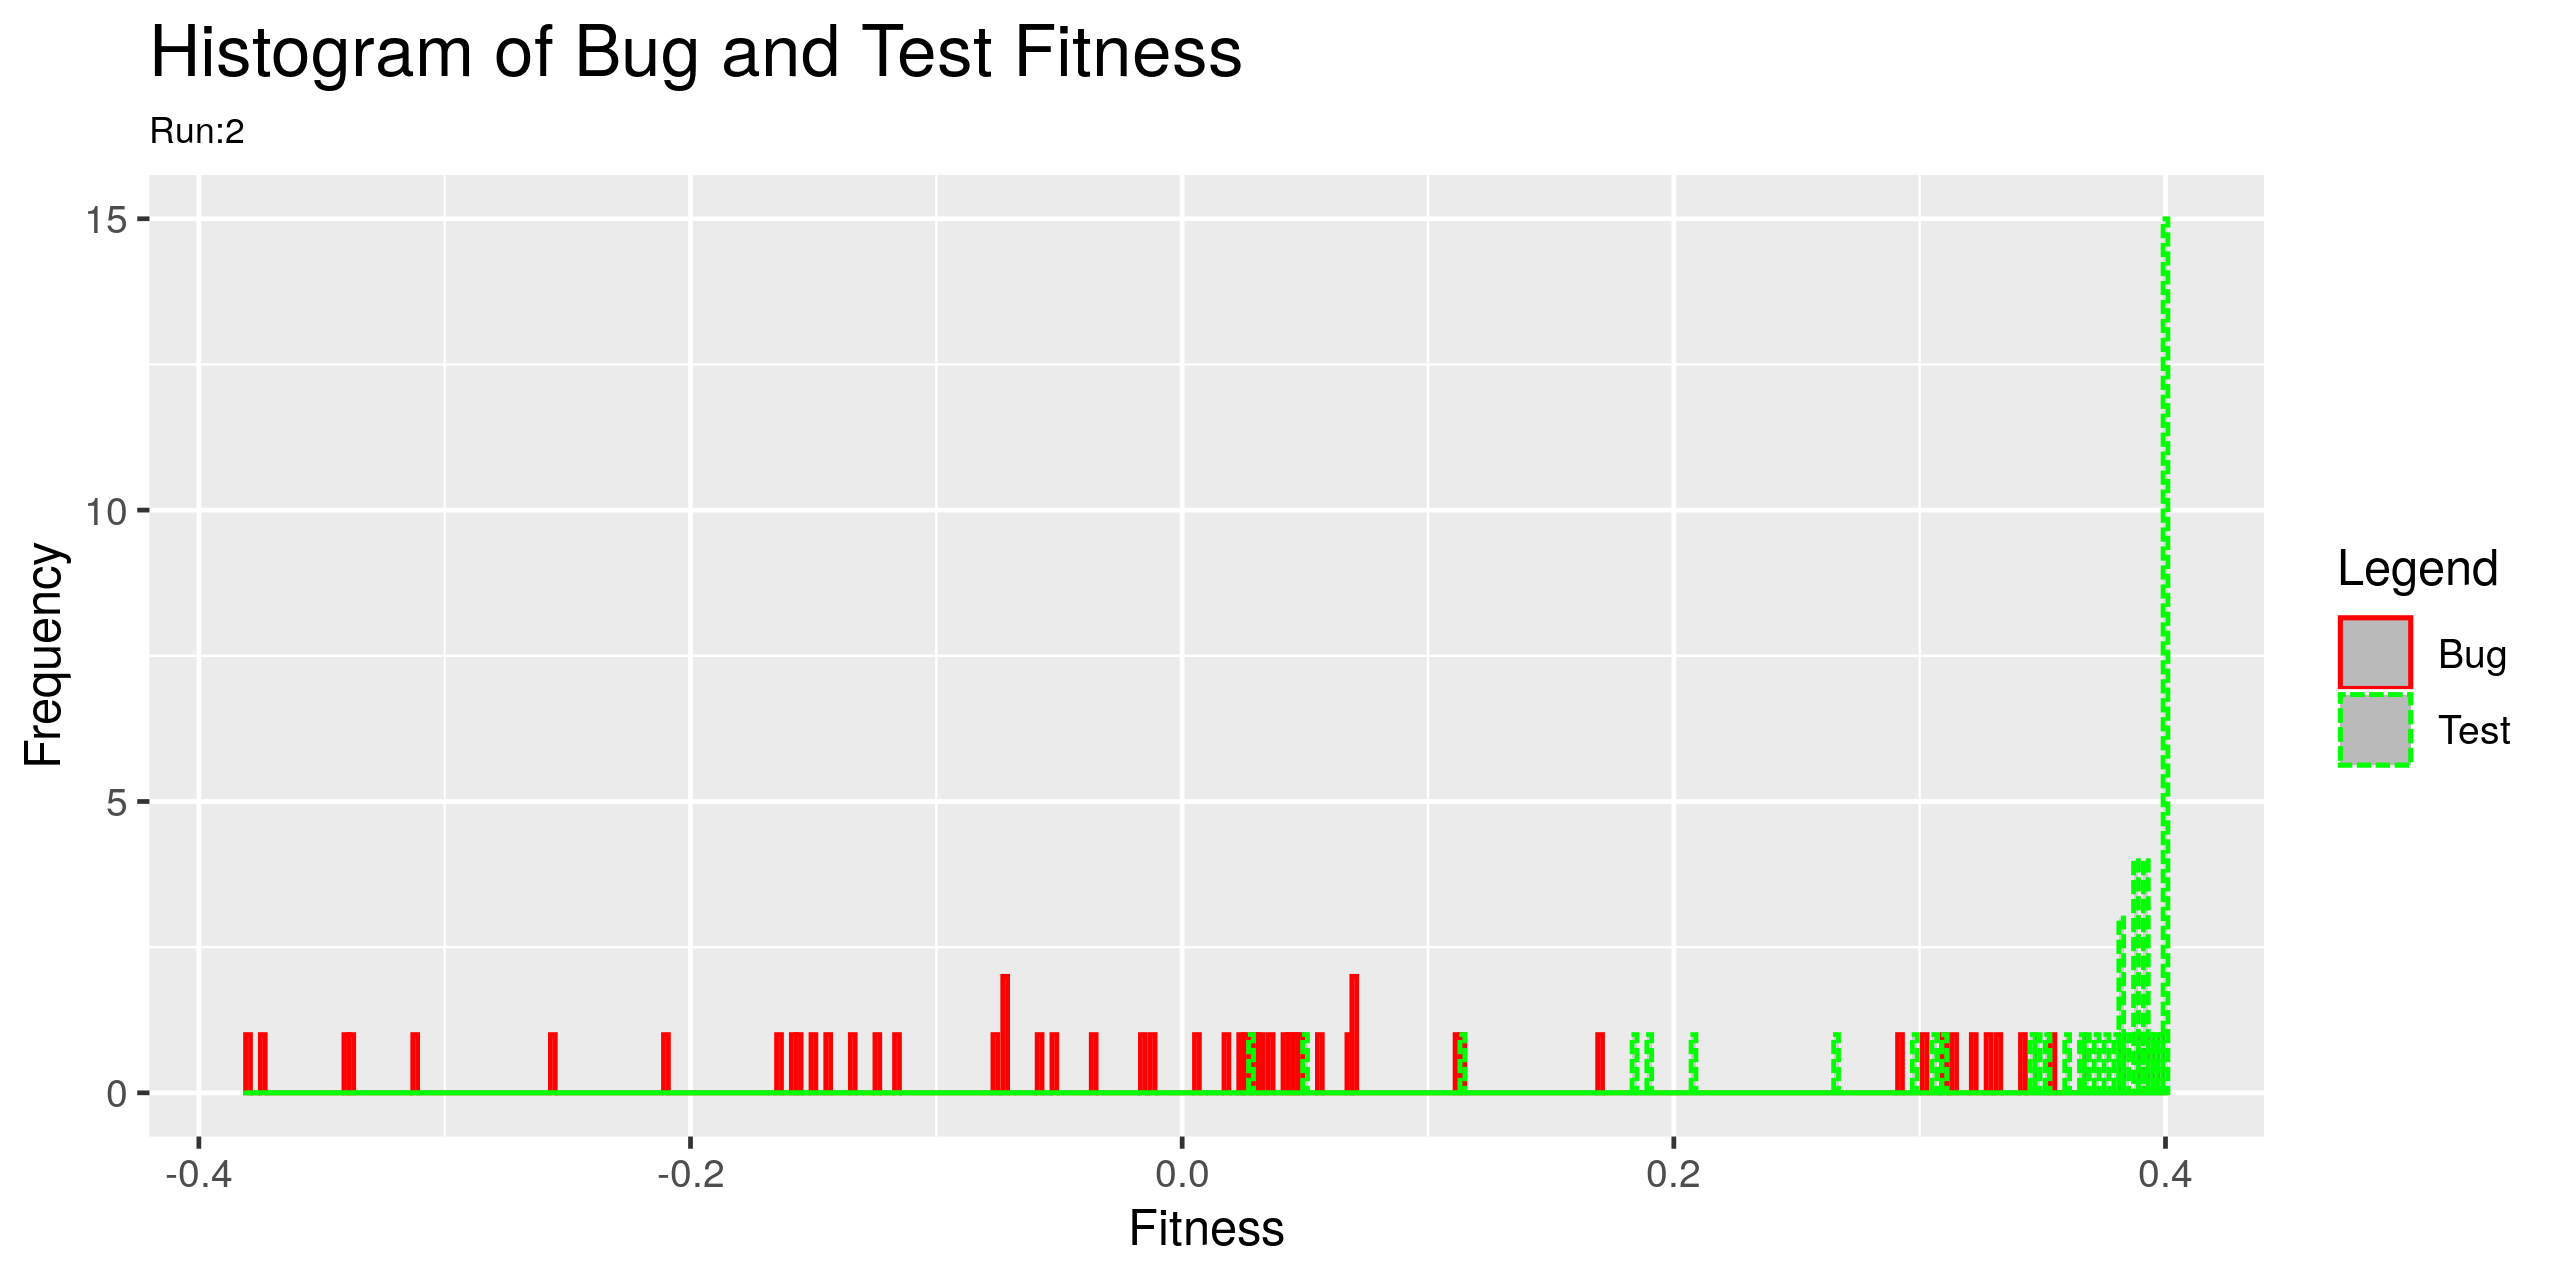 Histogram of Bug and Test Fitness
Run:2
15
10
5
0
Frequency
-0.4
-0.2
0.0
0.2
0.4
Fitness
Legend
Bug
Test